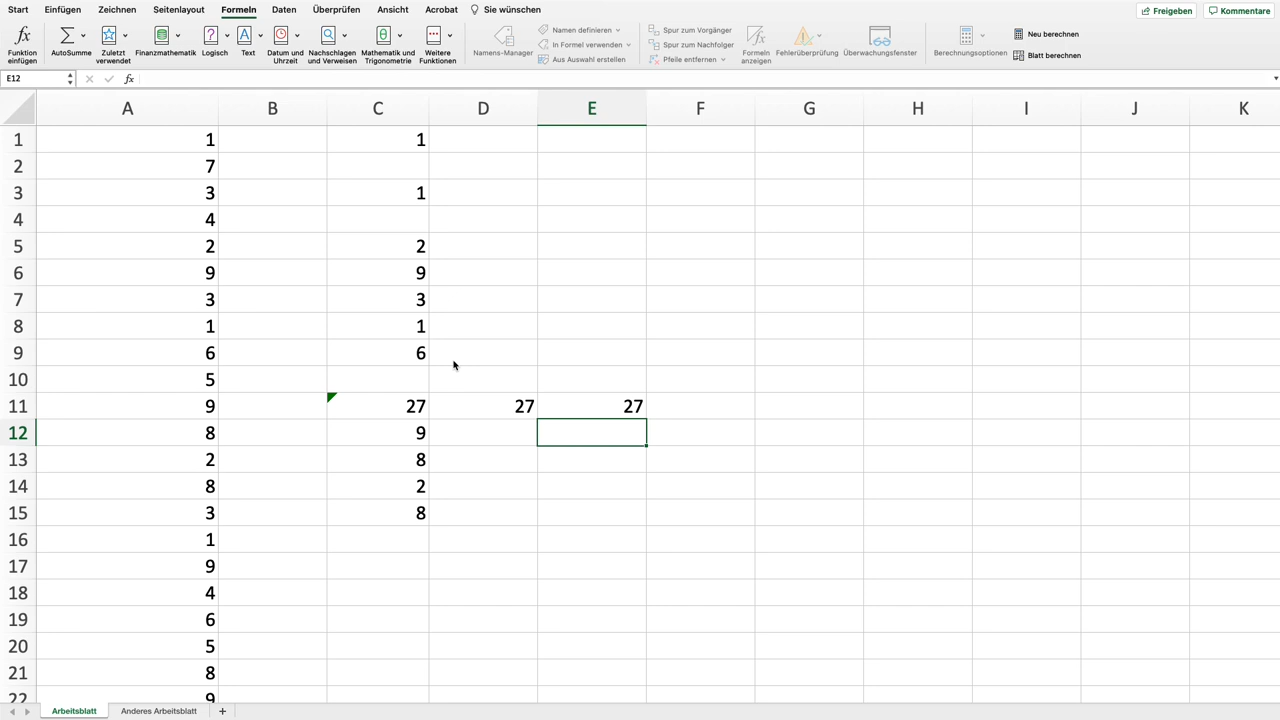 Start Einfügen Zeichnen Seitenlayout Formeln Daten Überprüfen Ansicht Acrobat Sie wünschen Freigeben Kommentare
Funktion einfügen AutoSumme Zuletzt verwendet Finanzmathematik Logisch Text Datum und Uhrzeit Nachschlagen und Verweisen Mathematik und Trigonometrie Weitere Funktionen Namens-Manager Namen definieren In Formel verwenden Aus Auswahl erstellen Spur zum Vorgänger Spur zum Nachfolger Pfeile entfernen Formeln anzeigen Fehlerüberprüfung Überwachungsfenster Berechnungsoptionen Neu berechnen Blatt berechnen
E12 fx
A B C D E F G H I J K
1 1 1
2 7
3 3 1
4 4
5 2 2
6 9 9
7 3 3
8 1 1
9 6 6
10 5
11 9 27 27 27
12 8 9
13 2 8
14 8 2
15 3 8
16 1
17 9
18 4
19 6
20 5
21 8
22 9
Arbeitsblatt Anderes Arbeitsblatt +